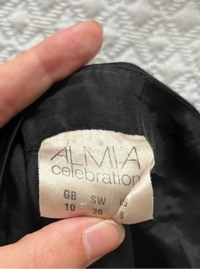 ALMIA
celebration
GB SW US
10 36 8